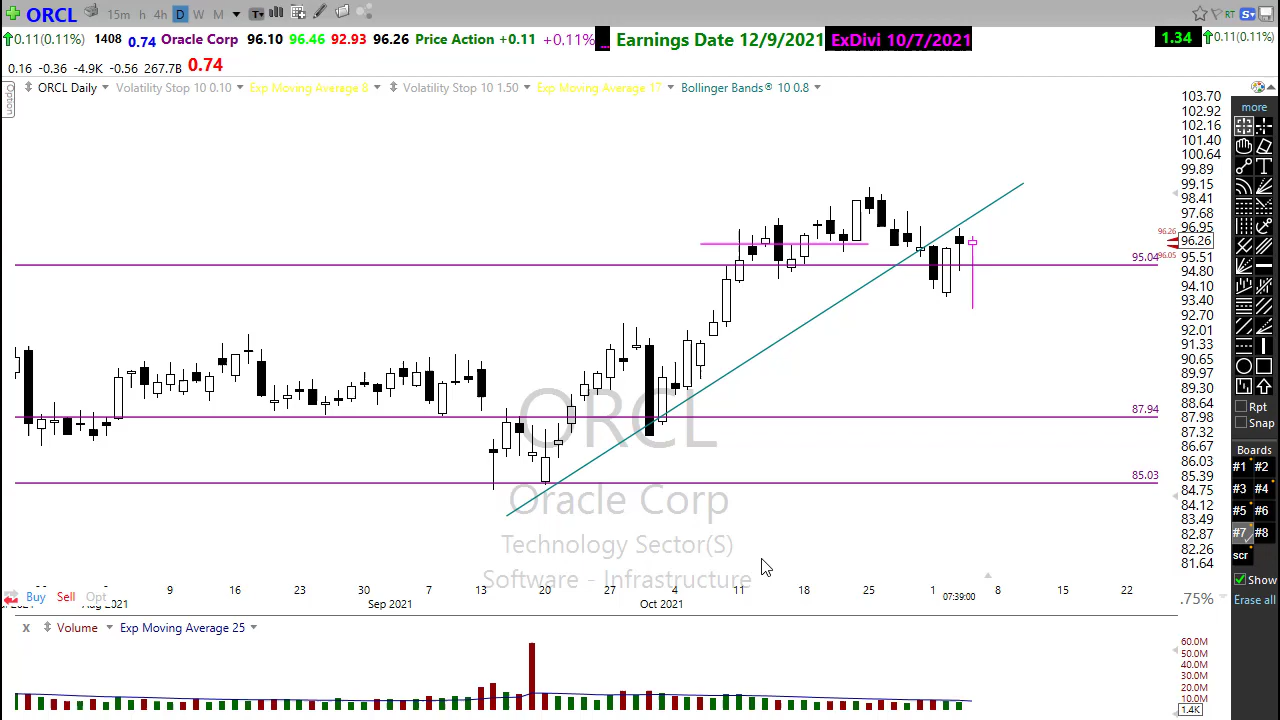 ORCL 15m h 4h D W M T RT S
0.11(0.11%) 1408 0.74 Oracle Corp 96.10 96.46 92.93 96.26 Price Action +0.11 +0.11% ... Earnings Date 12/9/2021 ExDivi 10/7/2021 1.34 0.11(0.11%)
0.16 -0.36 -4.9K -0.56 267.7B 0.74
Option
ORCL Daily Volatility Stop 10 0.10 Exp Moving Average 8 Volatility Stop 10 1.50 Exp Moving Average 17 Bollinger Bands® 10 0.8
103.70
102.92
102.16
101.40
100.64
99.89
99.15
98.41
97.68
96.95
96.26
96.26
96.05
95.51
94.80
94.10
93.40
92.70
92.01
91.33
90.65
89.97
89.30
88.64
87.98
87.32
86.67
86.03
85.39
84.75
84.12
83.49
82.87
82.26
81.64
95.04
87.94
85.03
ORCL
Oracle Corp
Technology Sector(S)
Software - Infrastructure
9 16 23 30 7 13 20 27 4 11 18 25 1 8 15 22
07:39:00
Aug 2021 Sep 2021 Oct 2021
Buy Sell Opt
.75%
X Volume Exp Moving Average 25
60.0M
50.0M
40.0M
30.0M
20.0M
10.0M
1.4K
more
T
Rpt
Snap
Boards
#1 #2
#3 #4
#5 #6
#7 #8
scr
Show
Erase all